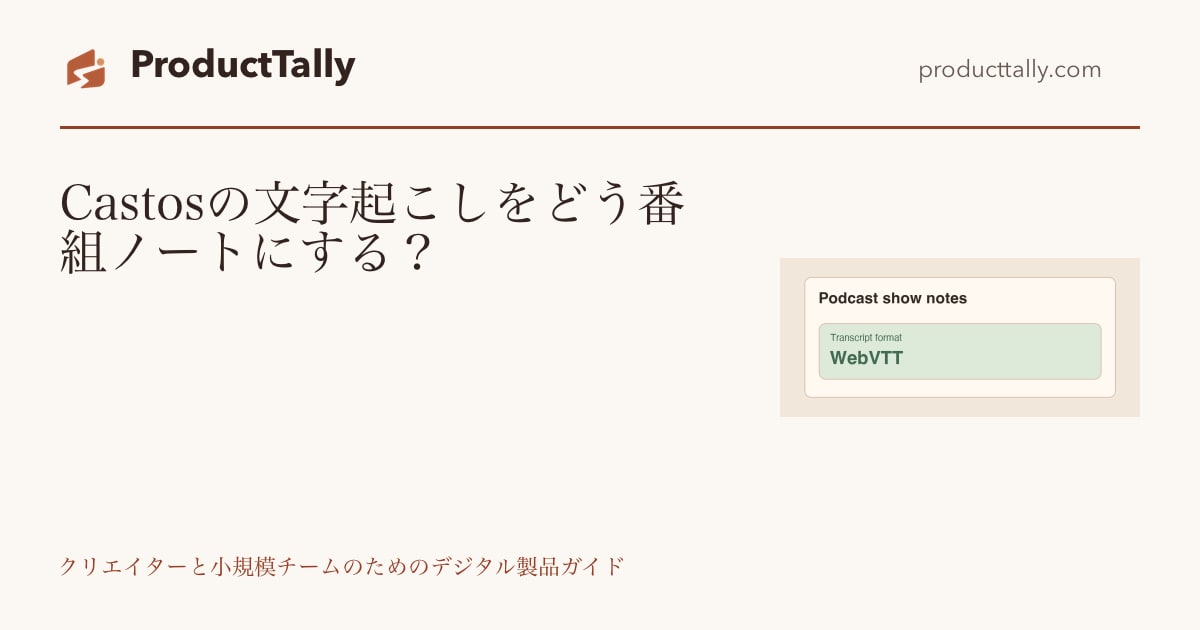 ProductTally
producttally.com
Castosの文字起こしをどう番
組ノートにする？
Podcast show notes
Transcript format
WebVTT
クリエイターと小規模チームのためのデジタル製品ガイド